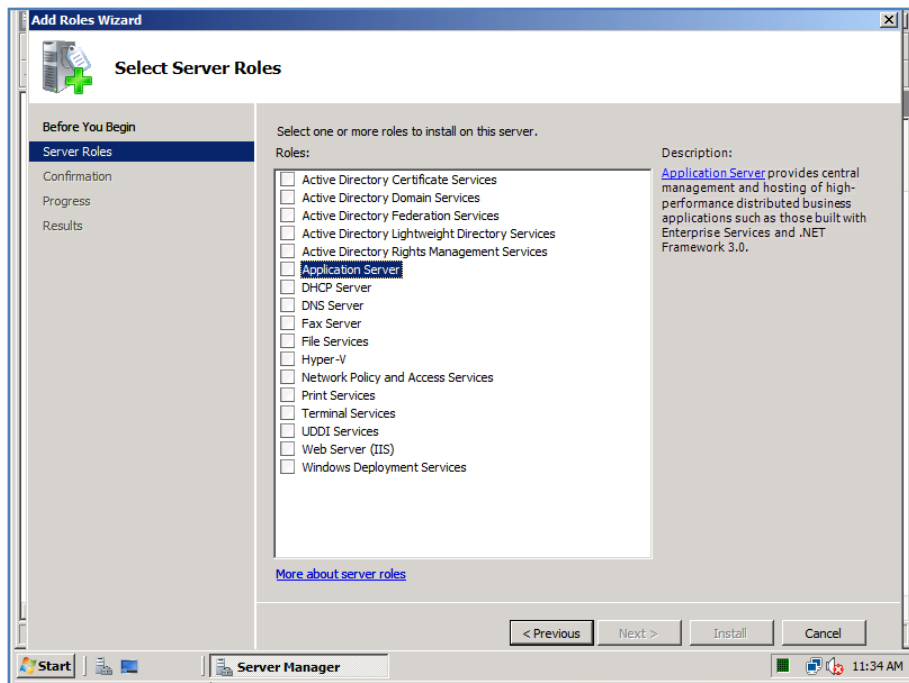 Add Roles Wizard
Select Server Roles
Before You Begin
Server Roles
Confirmation
Progress
Results
Select one or more roles to install on this server.
Roles:
Active Directory Certificate Services
Active Directory Domain Services
Active Directory Federation Services
Active Directory Lightweight Directory Services
Active Directory Rights Management Services
Application Server
DHCP Server
DNS Server
Fax Server
File Services
Hyper-V
Network Policy and Access Services
Print Services
Terminal Services
UDDI Services
Web Server (IIS)
Windows Deployment Services
More about server roles
Description:
Application Server provides central
management and hosting of high-
performance distributed business
applications such as those built with
Enterprise Services and .NET
Framework 3.0.
< Previous
Next >
Install
Cancel
Start
Server Manager
11:34 AM